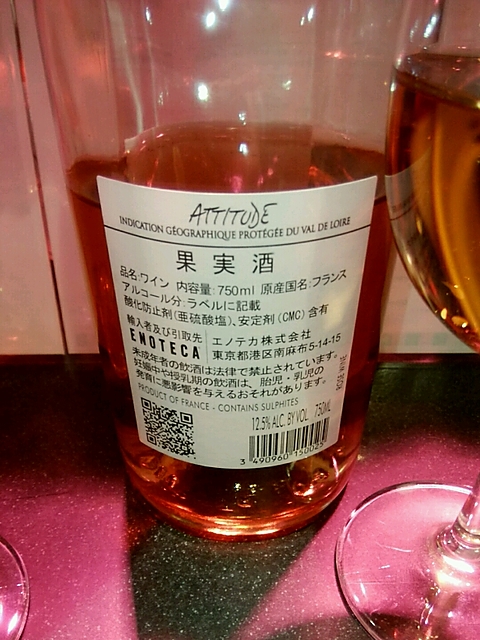 ATTITUDE
INDICATION GÉOGRAPHIQUE PROTÉGÉE DU VAL DE LOIRE
果実酒
品名:ワイン 内容量:750ml 原産国名:フランス
アルコール分:ラベルに記載
酸化防止剤(亜硫酸塩)、安定剤(CMC)含有
輸入者及び引取先
ENOTECA
エノテカ株式会社
東京都港区南麻布5-14-15
未成年者の飲酒は法律で禁止されています。
妊娠中や授乳期の飲酒は、胎児・乳児の
発育に悪影響を与えるおそれがあります。
PRODUCT OF FRANCE - CONTAINS SULPHITES
12.5% ALC. BY VOL. 750ML